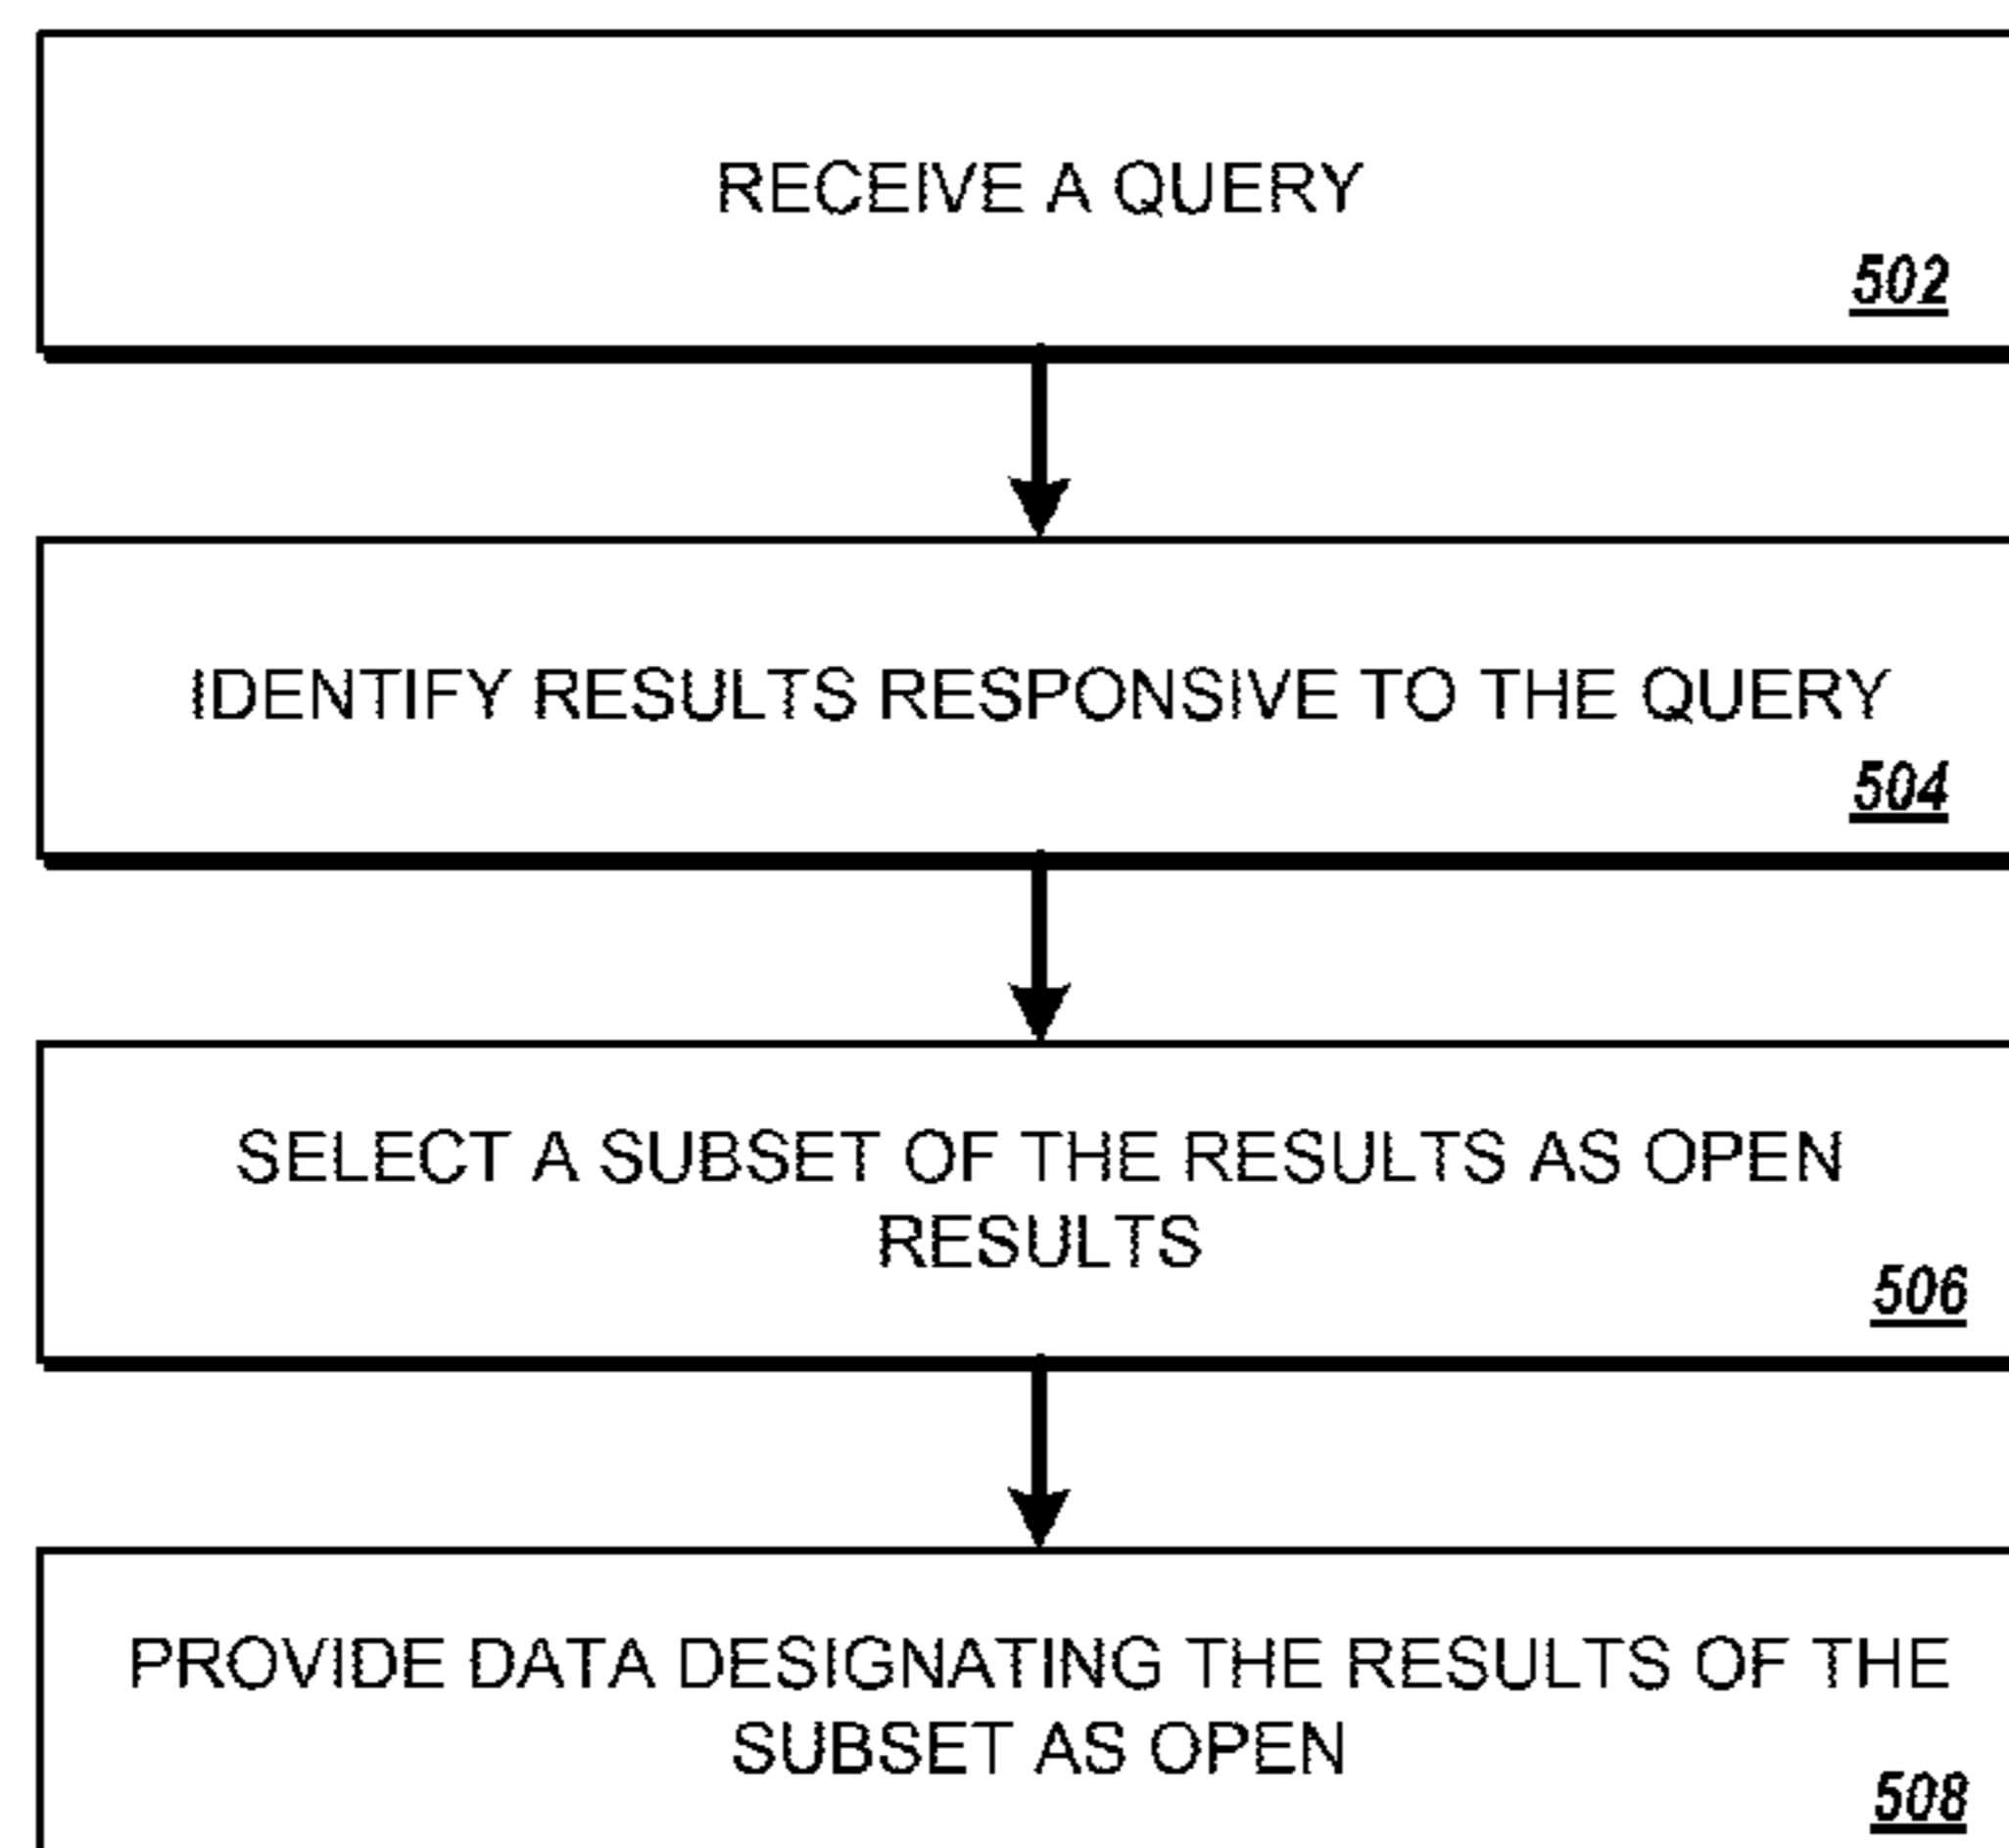 RECEIVE A QUERY
502
IDENTIFY RESULTS RESPONSIVE TO THE QUERY
504
SELECT A SUBSET OF THE RESULTS AS OPEN
RESULTS
506
PROVIDE DATA DESIGNATING THE RESULTS OF THE
SUBSET AS OPEN
508